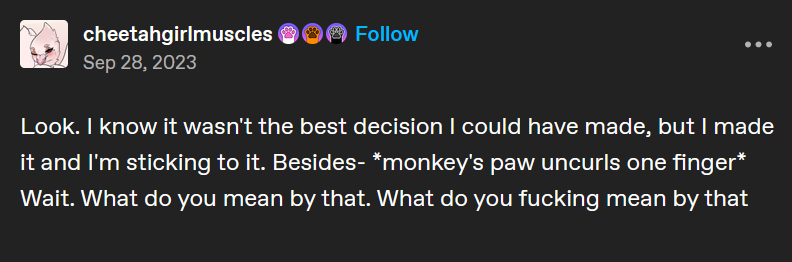 cheetahgirlmuscles Follow
Sep 28, 2023
Look. I know it wasn't the best decision I could have made, but I made
it and I'm sticking to it. Besides- *monkey's paw uncurls one finger*
Wait. What do you mean by that. What do you fucking mean by that